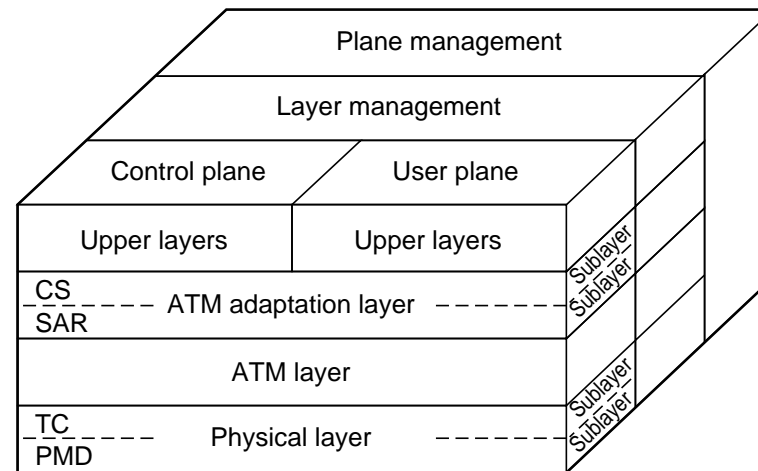 Plane management
Layer management
Control plane
User plane
Upper layers
Upper layers
Sublayer
Sublayer
CS
ATM adaptation layer
SAR
ATM layer
Sublayer
Sublayer
TC
Physical layer
PMD